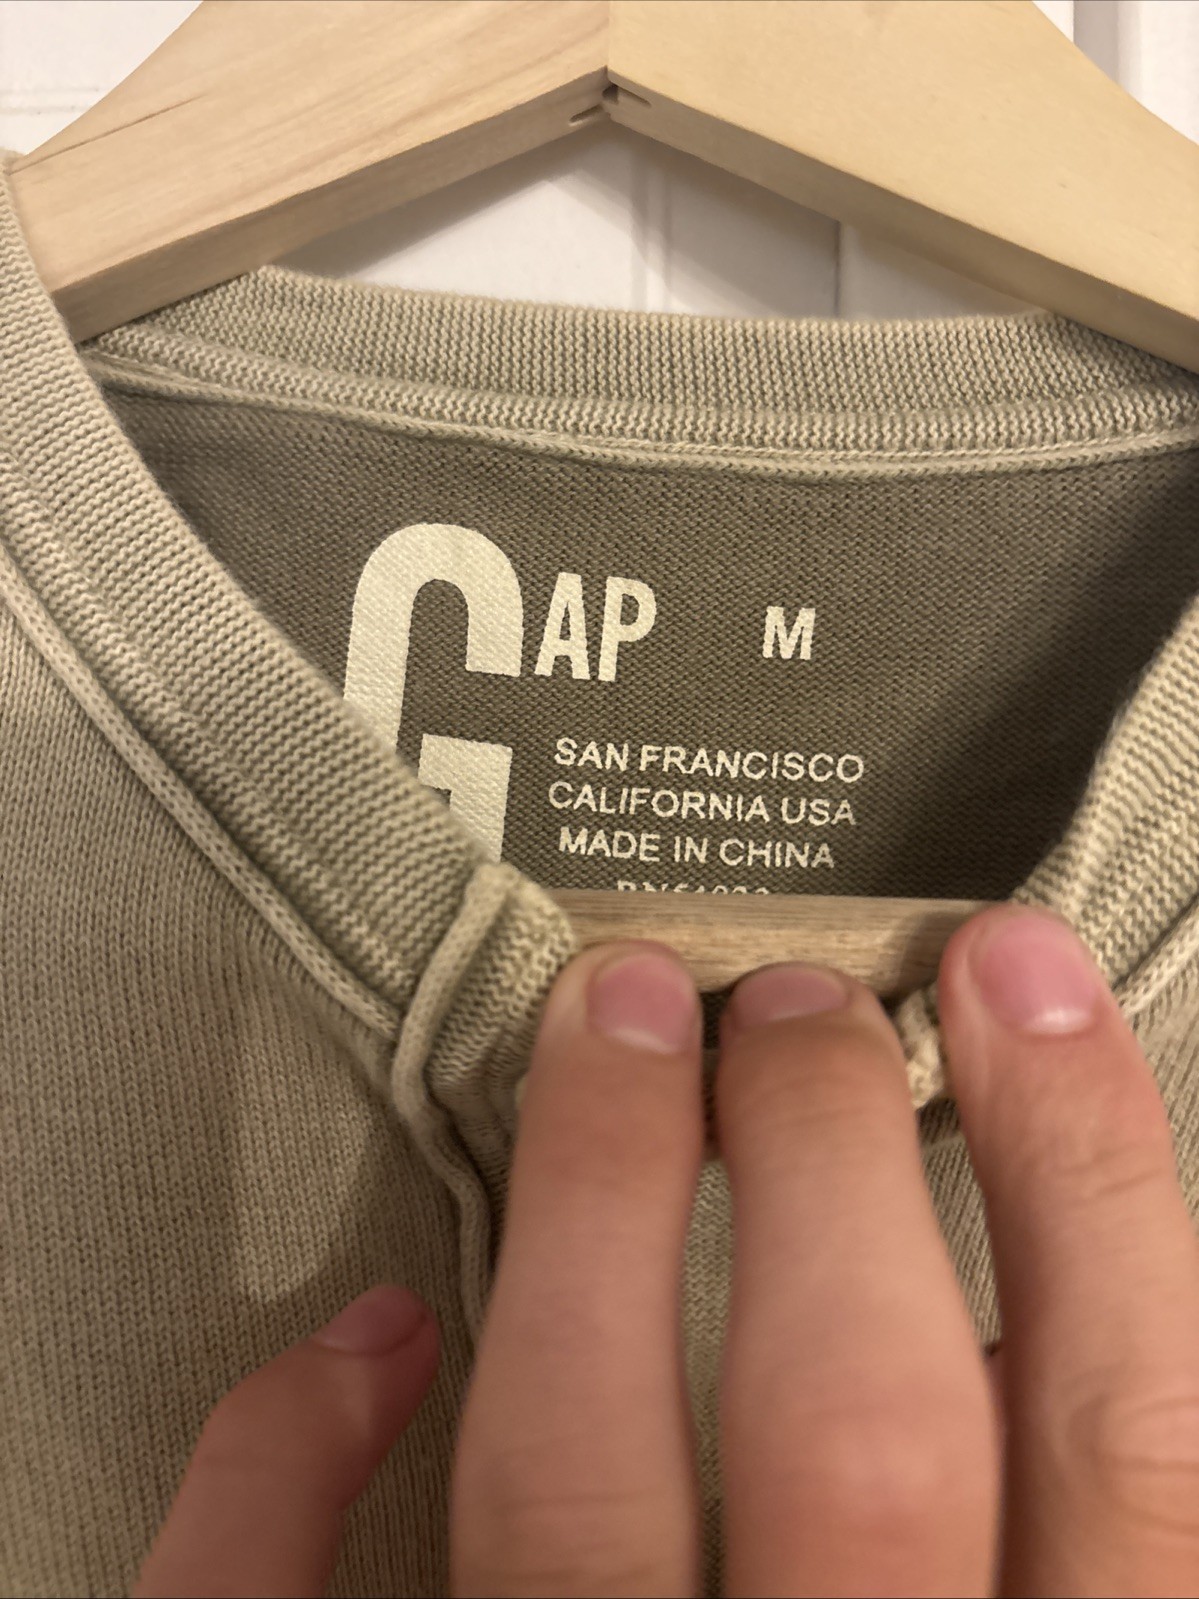 GAP M
SAN FRANCISCO
CALIFORNIA USA
MADE IN CHINA